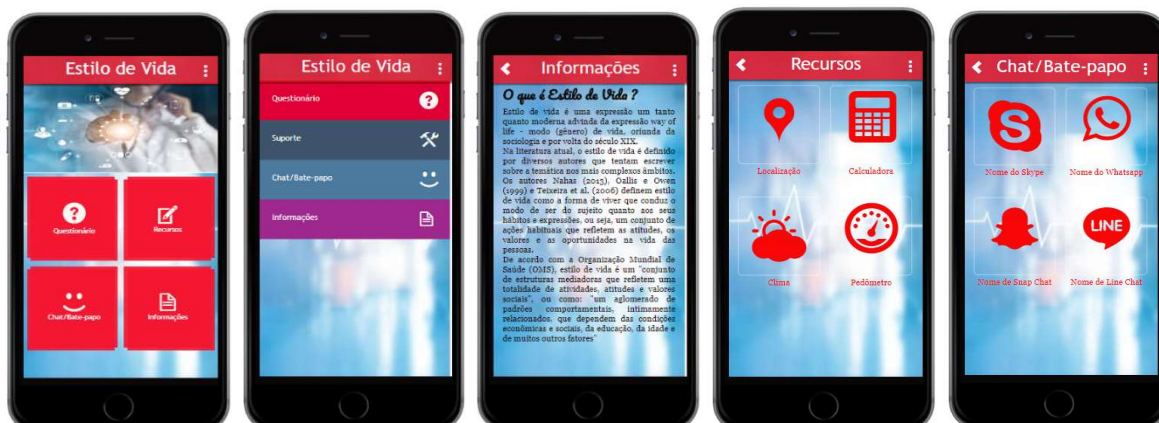 Estilo de Vida
Questionário
Recursos
Chat/Bate-papo
Informações
Estilo de Vida
Questionário
Suporte
Chat/Bate-papo
Informações
Informações
O que é Estilo de Vida ?
Estilo de vida é uma expressão um tanto
quanto moderna advinda da expressão way of
life - modo (gênero) de vida, oriunda da
sociologia e por volta do século XIX.
Na literatura atual, o estilo de vida é definido
por diversos autores que tentam escrever
sobre a temática nos mais complexos âmbitos.
Os autores Nahas (2013), Oallis e Owen
(1999) e Teixeira et al. (2006) definem estilo
de vida como a forma de viver que conduz o
modo de ser do sujeito quanto aos seus
hábitos e expressões, ou seja, um conjunto de
ações habituais que refletem as atitudes, os
valores e as oportunidades na vida das
pessoas.
De acordo com a Organização Mundial de
Saúde (OMS), estilo de vida é um "conjunto
de estruturas mediadoras que refletem uma
totalidade de atividades, atitudes e valores
sociais", ou como: "um aglomerado de
padrões comportamentais, intimamente
relacionados, que dependem das condições
econômicas e sociais, da educação, da idade e
de muitos outros fatores"
Recursos
Localização
Calculadora
Clima
Pedômetro
Chat/Bate-papo
Nome do Skype
Nome do Whatsapp
LINE
Nome de Snap Chat
Nome de Line Chat